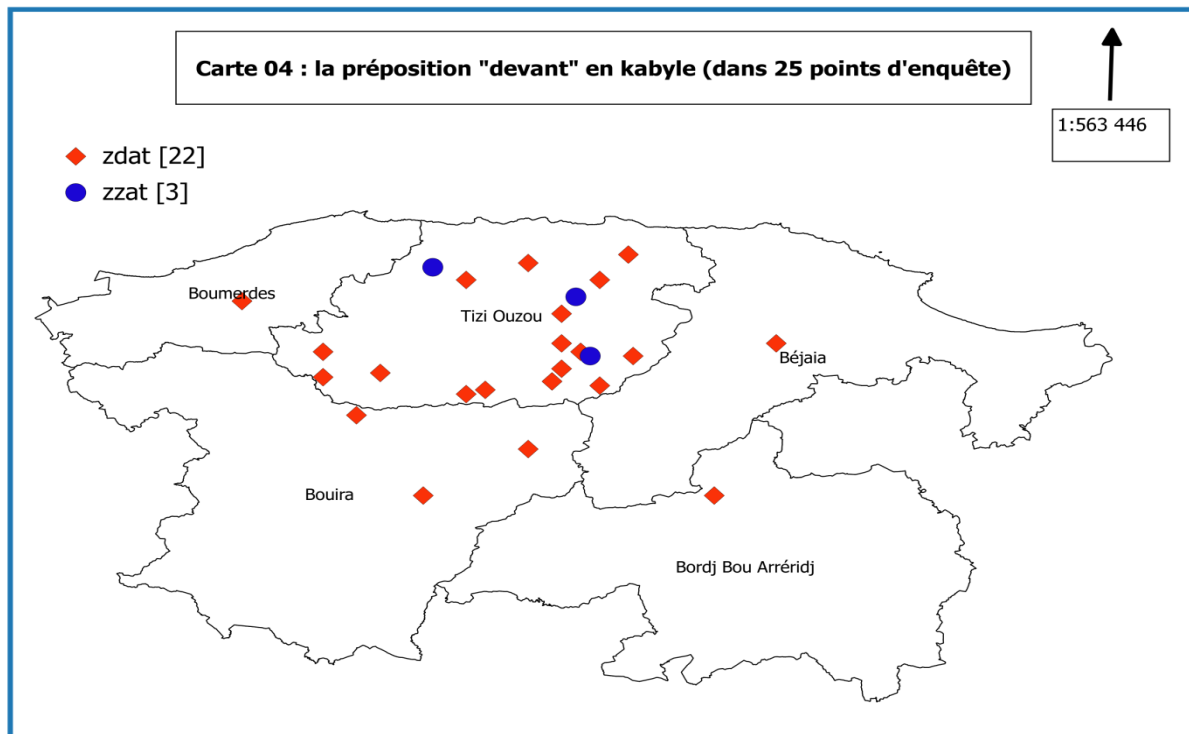 Carte 04 : la préposition "devant" en kabyle (dans 25 points d'enquête)
1:563 446
zdat [22]
zzat [3]
Boumerdes
Tizi Ouzou
Béjaia
Bouira
Bordj Bou Arréridj